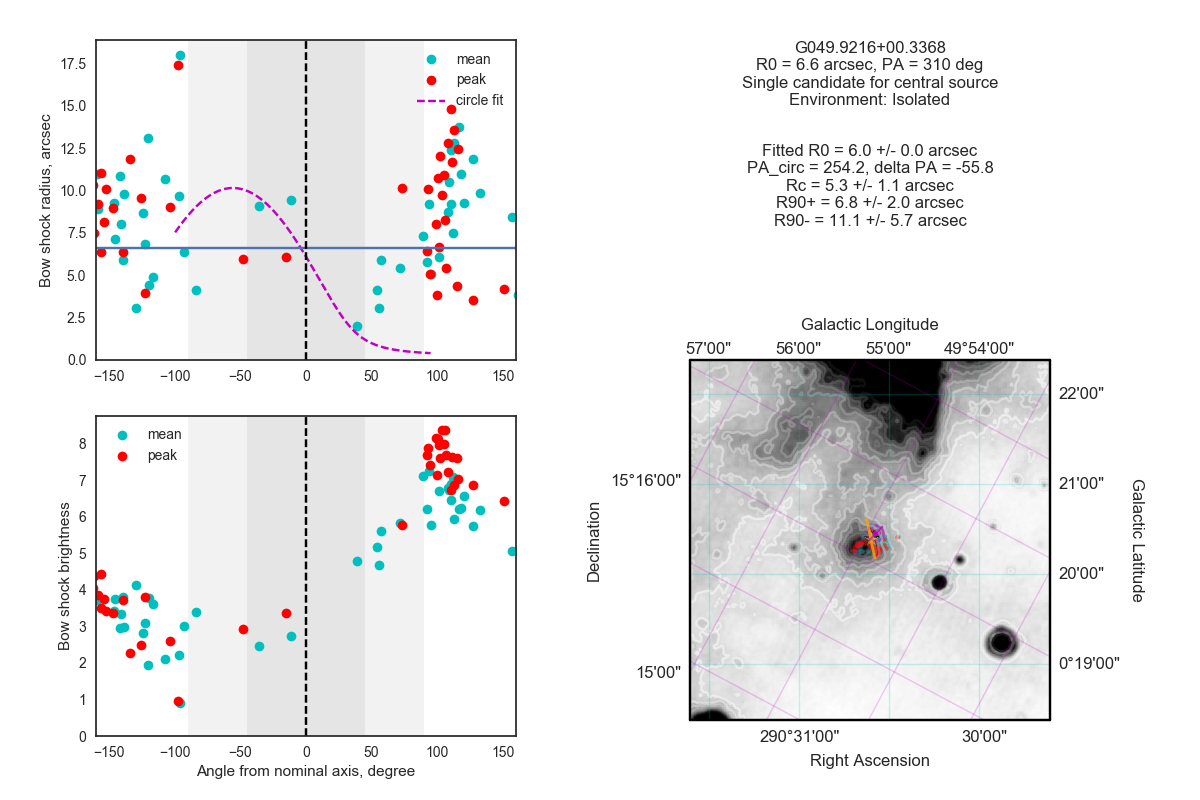 17.5
15.0
12.5
10.0
7.5
5.0
2.5
0.0
Bow shock radius, arcsec
mean
peak
circle fit
−150
−100
−50
0
50
100
150
8
7
6
5
4
3
2
1
0
Bow shock brightness
mean
peak
−150
−100
−50
0
50
100
150
Angle from nominal axis, degree
G049.9216+00.3368
R0 = 6.6 arcsec, PA = 310 deg
Single candidate for central source
Environment: Isolated
Fitted R0 = 6.0 +/- 0.0 arcsec
PA_circ = 254.2, delta PA = -55.8
Rc = 5.3 +/- 1.1 arcsec
R90+ = 6.8 +/- 2.0 arcsec
R90- = 11.1 +/- 5.7 arcsec
Galactic Longitude
57'00"
56'00"
55'00"
49°54'00"
22'00"
21'00"
20'00"
0°19'00"
Galactic Latitude
15°16'00"
15'00"
Declination
290°31'00"
30'00"
Right Ascension